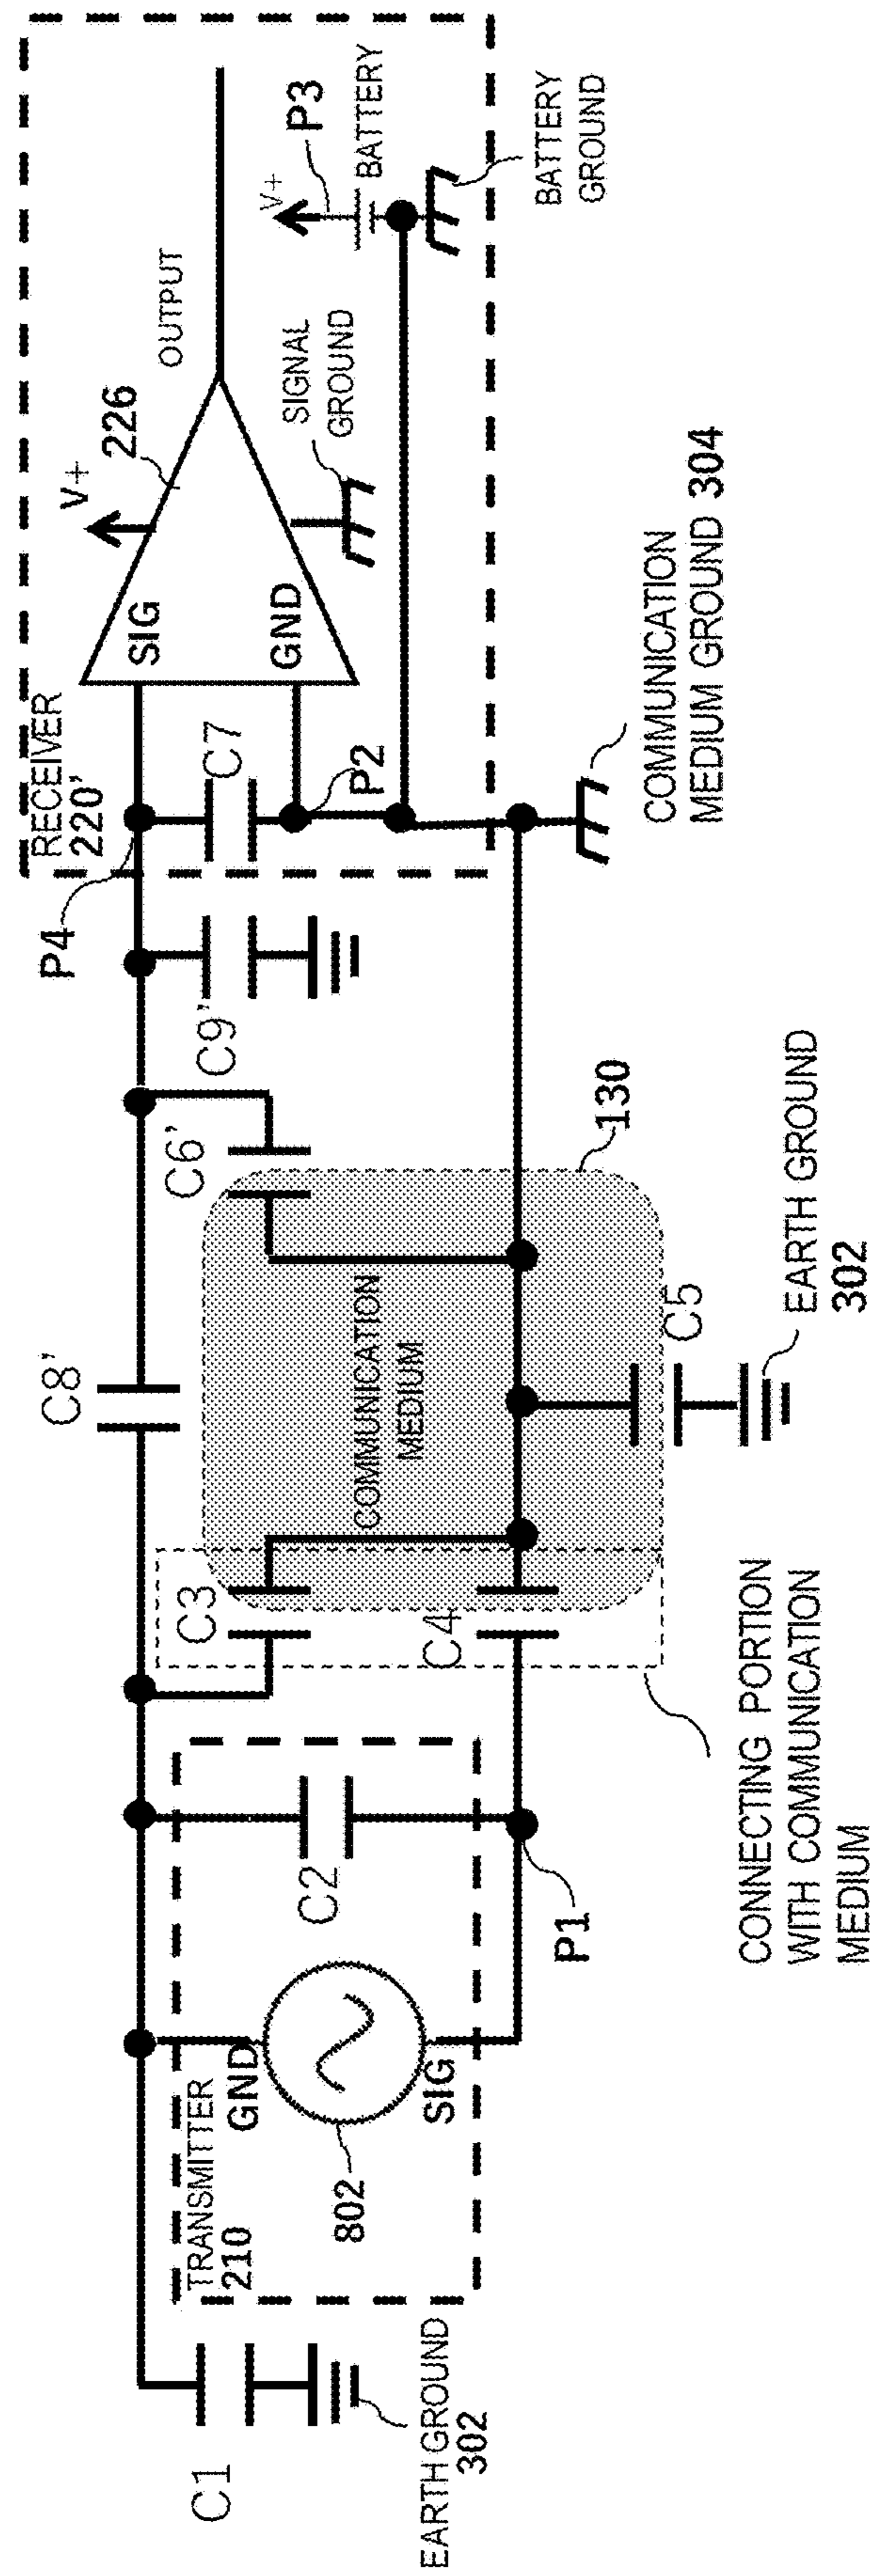 C1
EARTH GROUND
302
TRANSMITTER
210
GND
SIG
802
C2
P1
C3
C4
CONNECTING PORTION
WITH COMMUNICATION
MEDIUM
C8'
COMMUNICATION
MEDIUM
C6'
130
C5
EARTH GROUND
302
C9'
P4
RECEIVER
220'
C7
P2
SIG
GND
V+
226
OUTPUT
SIGNAL
GROUND
V+
P3
BATTERY
BATTERY
GROUND
COMMUNICATION
MEDIUM GROUND 304